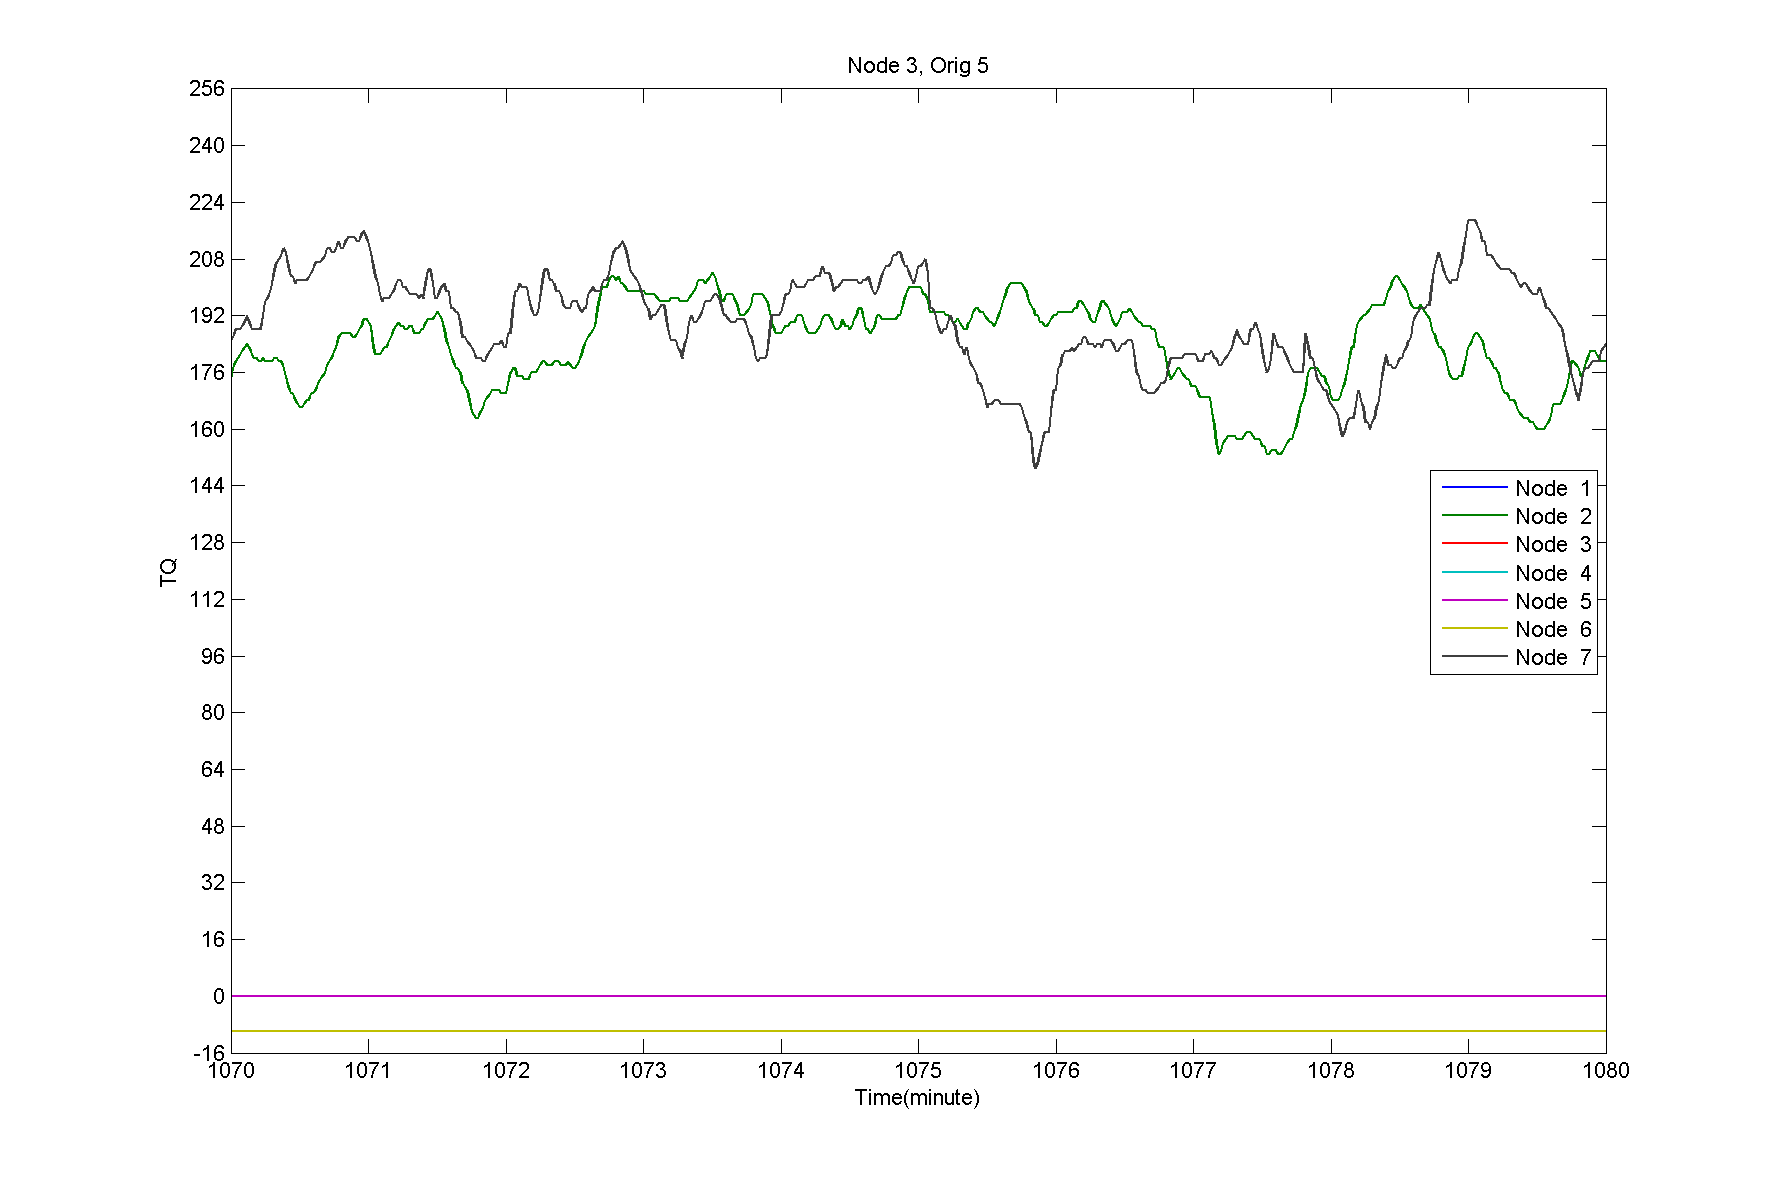 Node 3, Orig 5
256
240
224
208
192
176
160
144
128
112
96
80
64
48
32
16
0
-16
TQ
Node 1
Node 2
Node 3
Node 4
Node 5
Node 6
Node 7
1070 1071 1072 1073 1074 1075 1076 1077 1078 1079 1080
Time(minute)